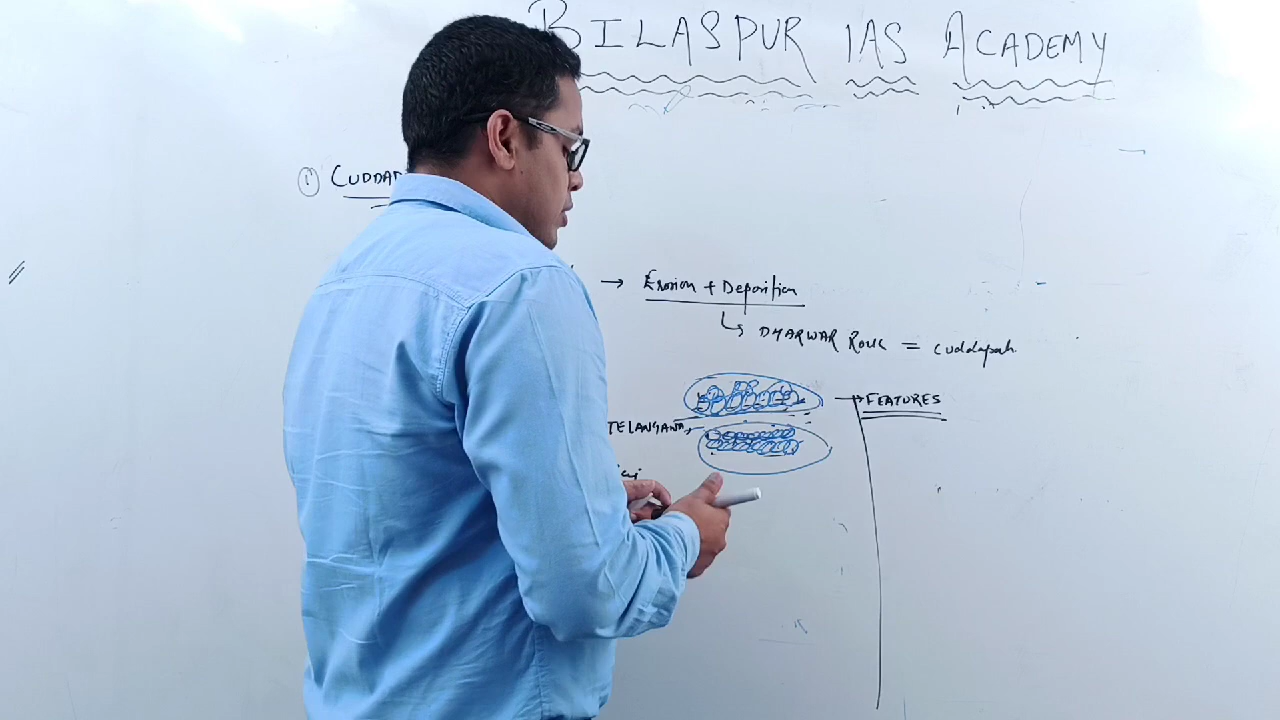 BILASPUR IAS ACADEMY
① CUDDAP
→ Erosion + Deposition
↳ DHARWAR ROCK = Cuddapah
→ FEATURES
TELANGANA,